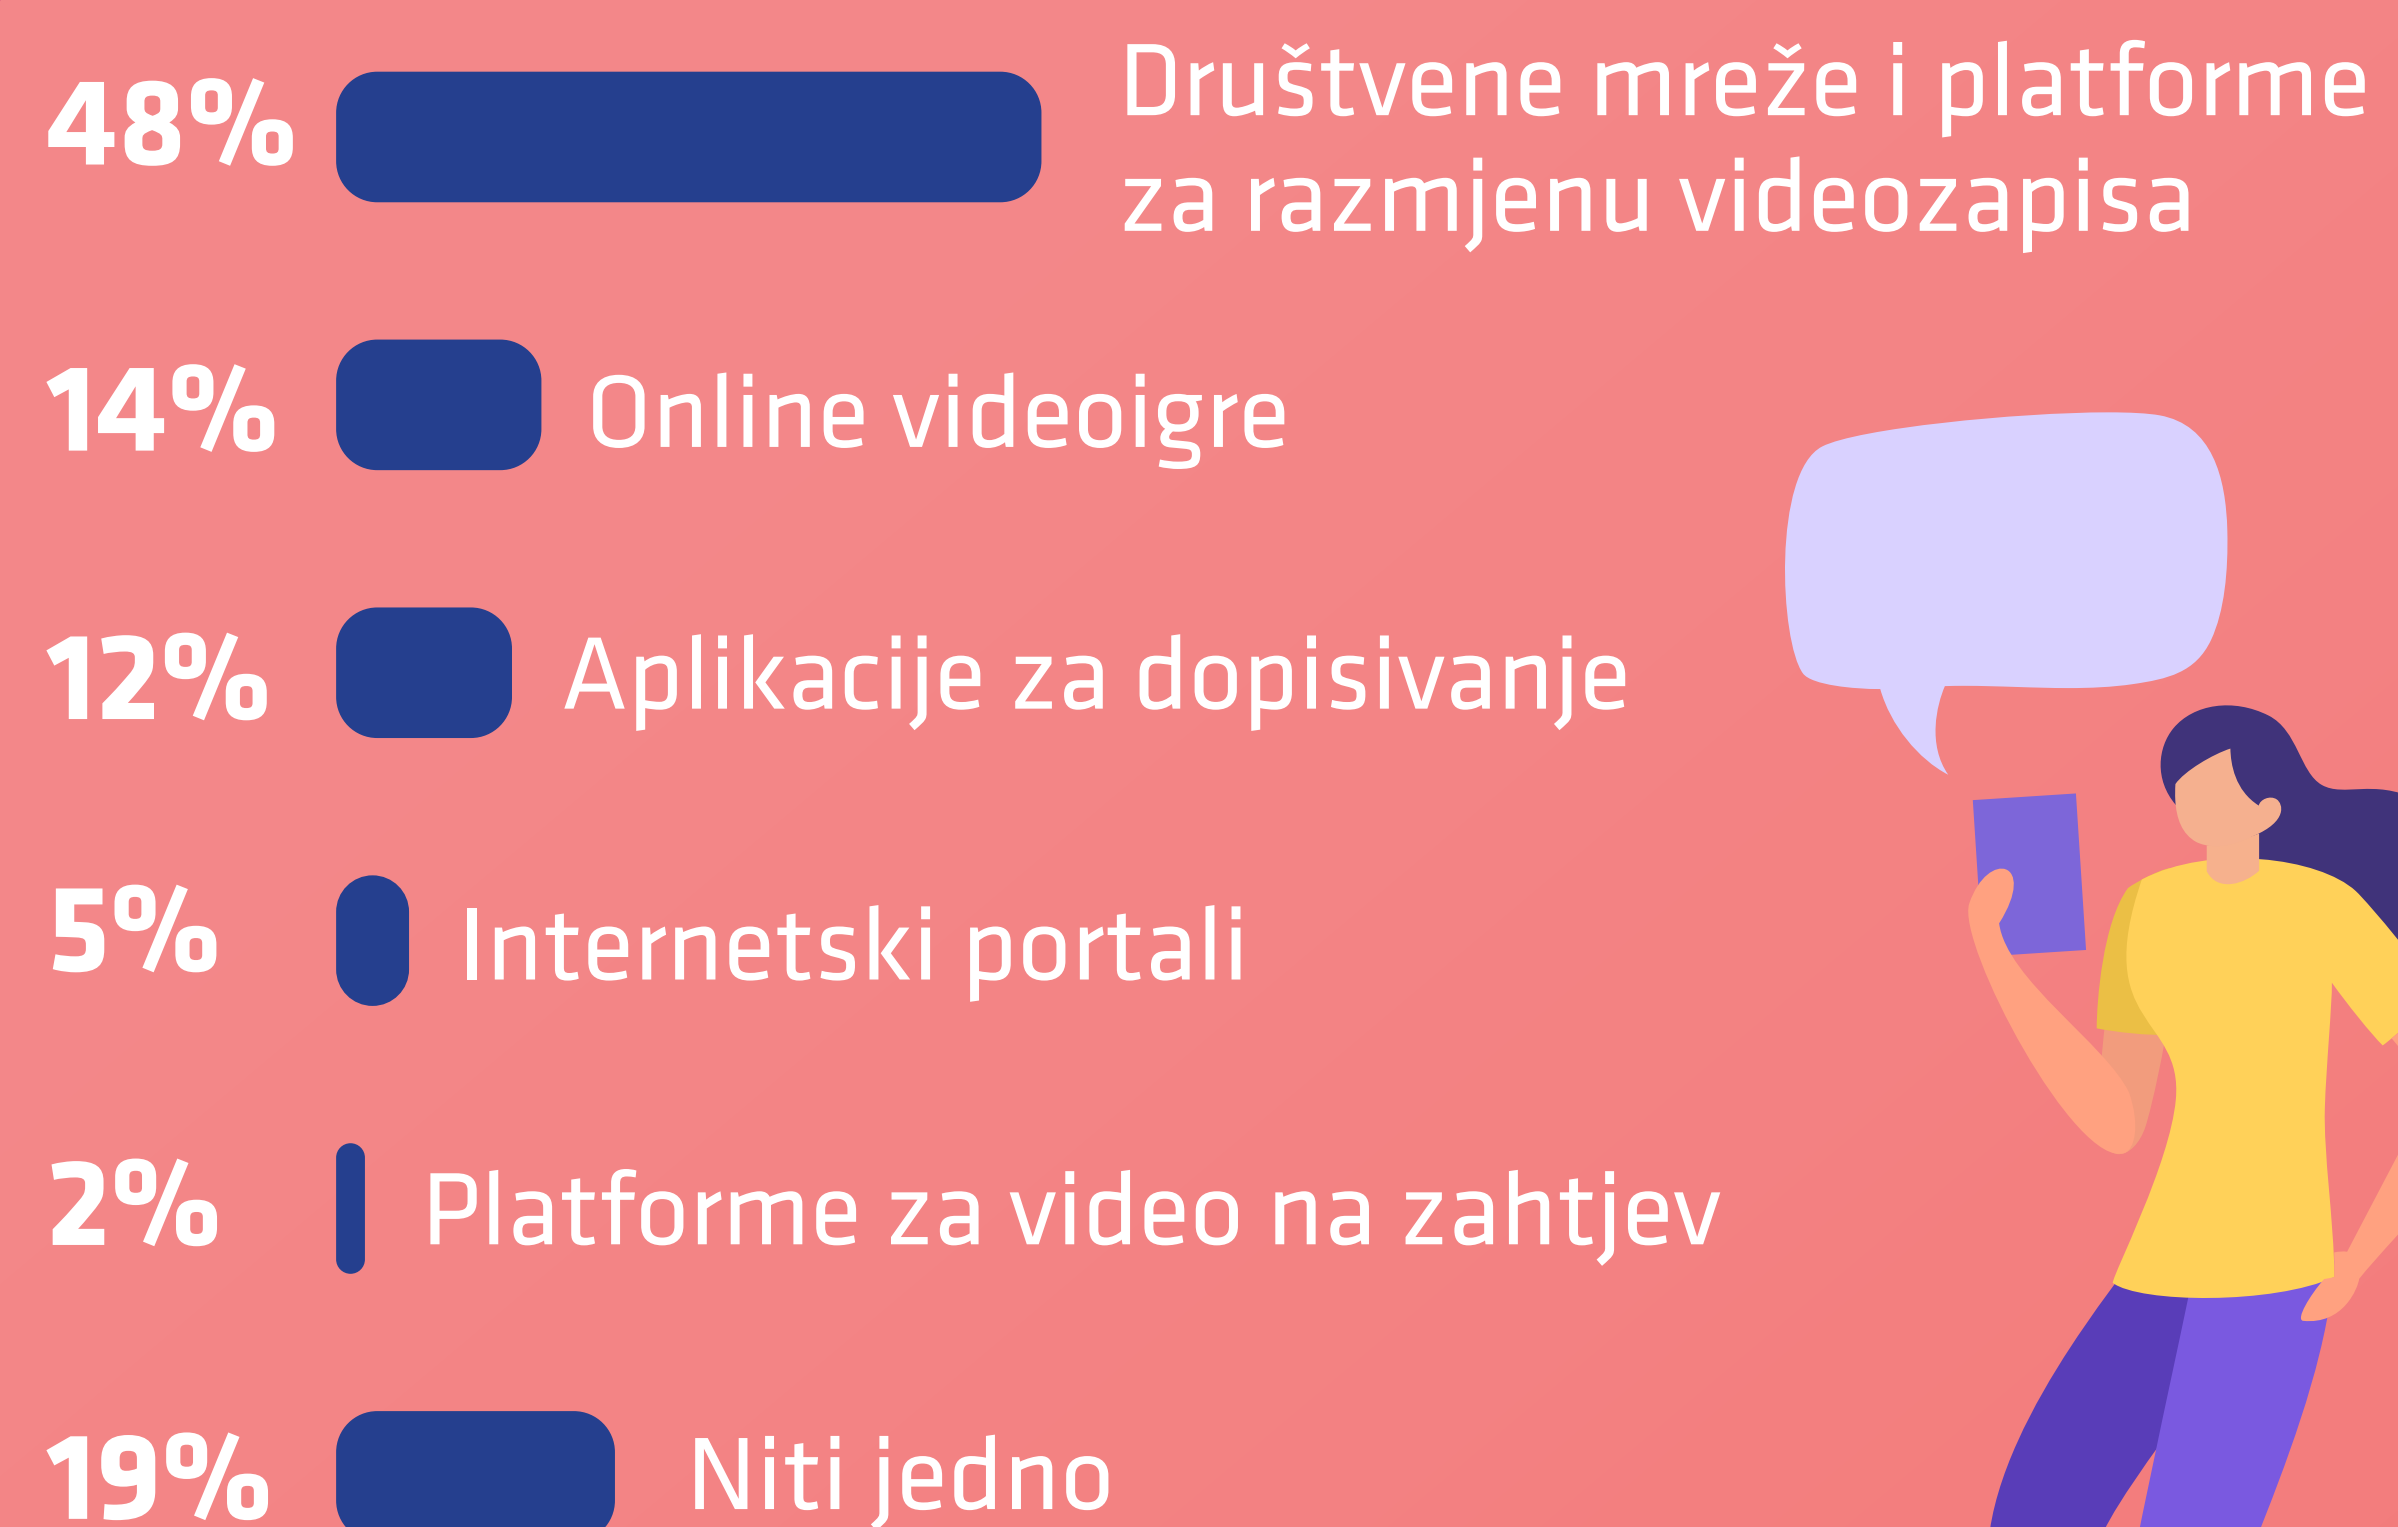 48%
Društvene mreže i platforme
za razmjenu videozapisa
14%
Online videoigre
12%
Aplikacije za dopisivanje
5%
Internetski portali
2%
Platforme za video na zahtjev
19%
Niti jedno